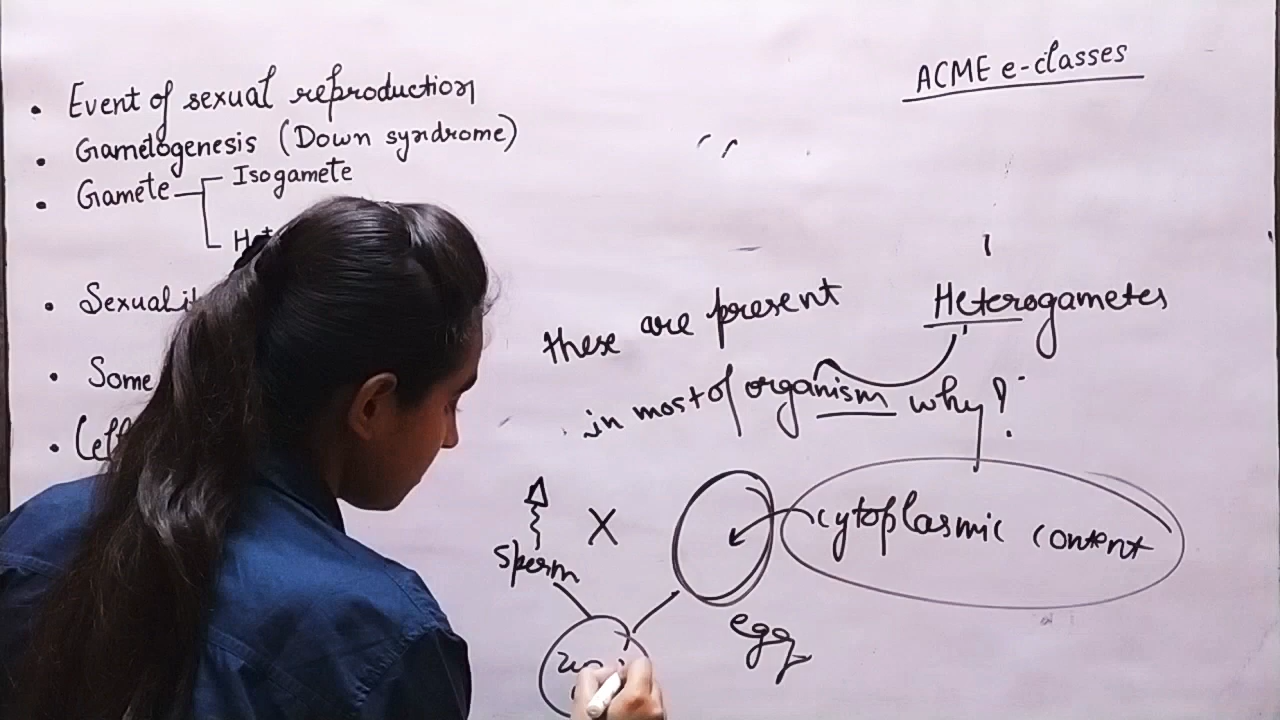 ACME e-classes
• Event of sexual reproduction
• Gametogenesis (Down syndrome)
• Gamete
Isogamete
• Some
Heterogametes
these are present
in most of organism why?
cytoplasmic content
sperm
X
egg